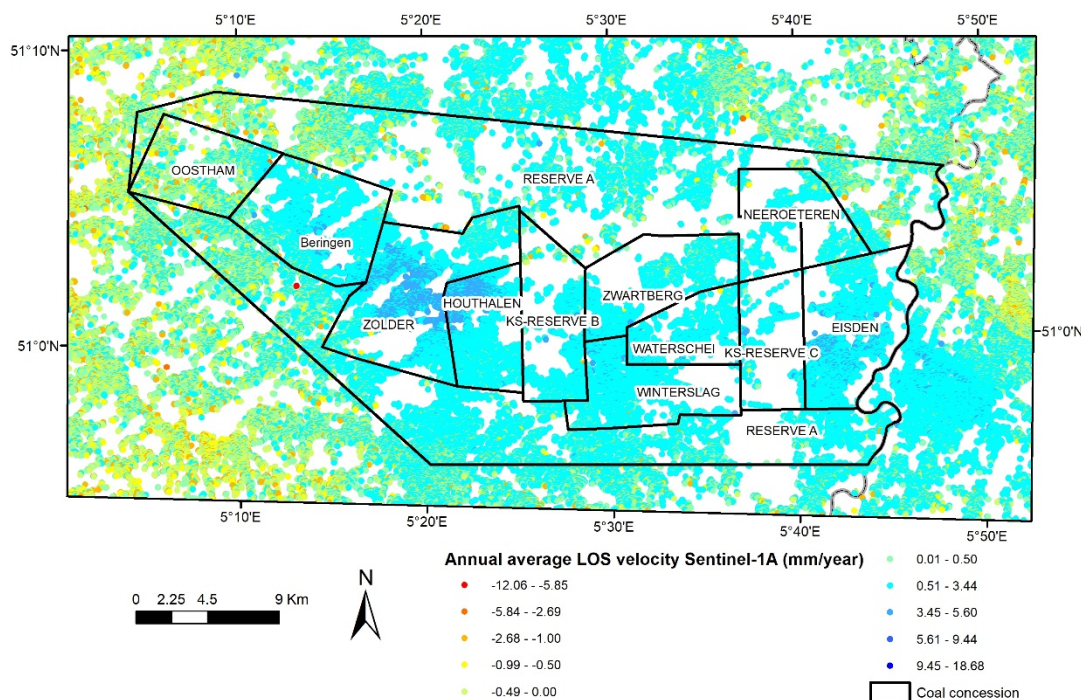 5°10'E 5°20'E 5°30'E 5°40'E 5°50'E
51°10'N
OOSTHAM
RESERVE A
NEEROETEREN
Beringen
ZWARTBERG
HOUTHALEN
KS-RESERVE B
ZOLDER
EISDEN
51°0'N
51°0'N
WATERSCHEI
KS-RESERVE C
WINTERSLAG
RESERVE A
5°10'E 5°20'E 5°30'E 5°40'E 5°50'E
Annual average LOS velocity Sentinel-1A (mm/year)
-12.06 - -5.85
-5.84 - -2.69
-2.68 - -1.00
-0.99 - -0.50
-0.49 - 0.00
0.01 - 0.50
0.51 - 3.44
3.45 - 5.60
5.61 - 9.44
9.45 - 18.68
Coal concession
N
0 2.25 4.5 9 Km